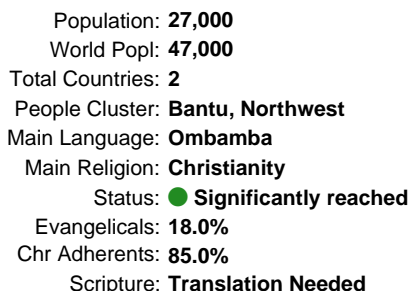 Population: 27,000
World Popl: 47,000
Total Countries: 2
People Cluster: Bantu, Northwest
Main Language: Ombamba
Main Religion: Christianity
Status: Significantly reached
Evangelicals: 18.0%
Chr Adherents: 85.0%
Scripture: Translation Needed